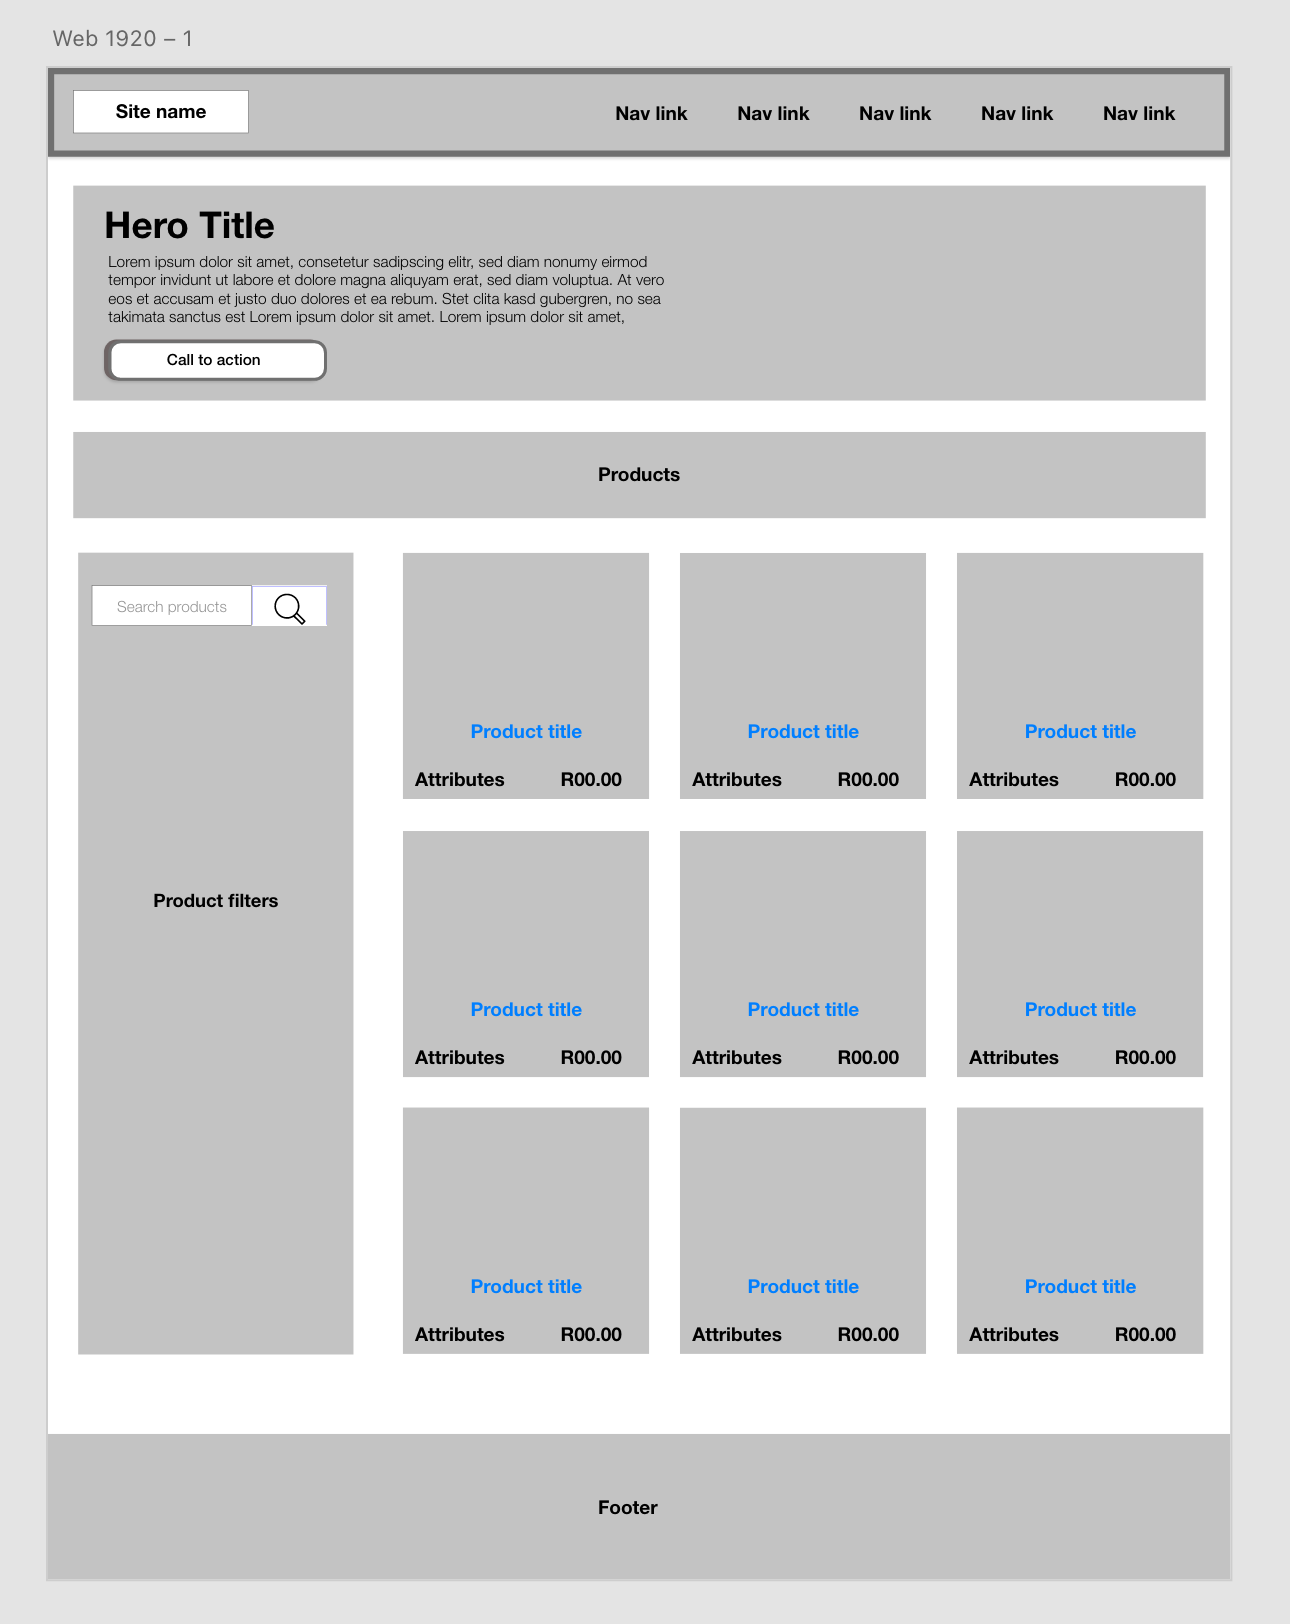 Web 1920 – 1
Site name
Nav link
Nav link
Nav link
Nav link
Nav link
Hero Title
Lorem ipsum dolor sit amet, consetetur sadipscing elitr, sed diam nonumy eirmod
tempor invidunt ut labore et dolore magna aliquyam erat, sed diam voluptua. At vero
eos et accusam et justo duo dolores et ea rebum. Stet clita kasd gubergren, no sea
takimata sanctus est Lorem ipsum dolor sit amet. Lorem ipsum dolor sit amet,
Call to action
Products
Search products
Product filters
Product title
Attributes R00.00
Product title
Attributes R00.00
Product title
Attributes R00.00
Product title
Attributes R00.00
Product title
Attributes R00.00
Product title
Attributes R00.00
Product title
Attributes R00.00
Product title
Attributes R00.00
Product title
Attributes R00.00
Footer